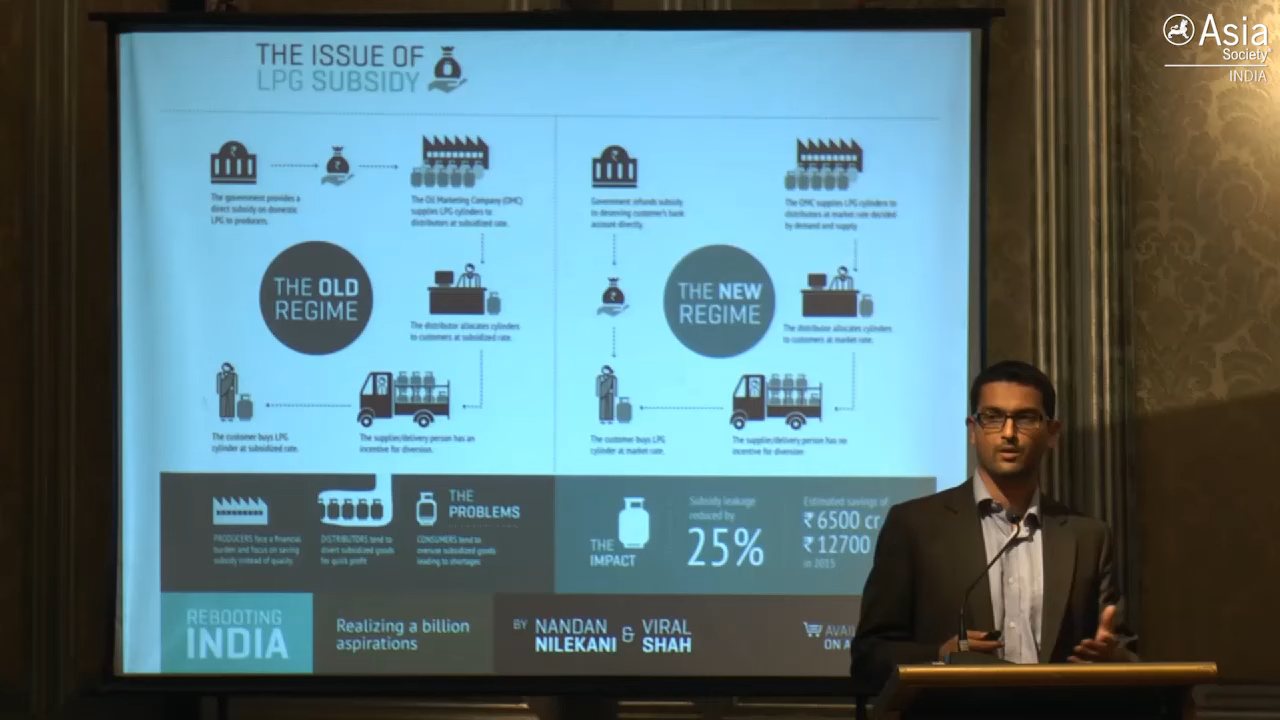 Asia
Society
INDIA
THE ISSUE OF
LPG SUBSIDY
The government provides a
direct subsidy on domestic
LPG to producers.
The Oil Marketing Company (OMC)
supplies LPG cylinders to
distributors at subsidized rate.
THE OLD
REGIME
The distributor allocates cylinders
to customers at subsidized rate.
The customer buys LPG
cylinder at subsidized rate.
The supplier/delivery person has an
incentive for diversion.
Government refunds subsidy
to deserving customer's bank
account directly.
The OMC supplies LPG cylinders to
distributors at market rate decided
by demand and supply
THE NEW
REGIME
The distributor allocates cylinders
to customers at market rate.
The customer buys LPG
cylinder at market rate.
The supplier/delivery person has no
incentive for diversion
PRODUCERS face a financial
burden and focus on saving
subsidy instead of quality
DISTRIBUTORS tend to
divert subsidized goods
for quick profit
THE
PROBLEMS
CONSUMERS tend to
overuse subsidized goods
leading to shortages
THE
IMPACT
Subsidy leakage
reduced by
25%
Estimated savings of
₹ 6500 cr
₹ 12700
in 2015
REBOOTING
INDIA
Realizing a billion
aspirations
BY NANDAN NILEKANI & VIRAL SHAH
AVAI
ON A